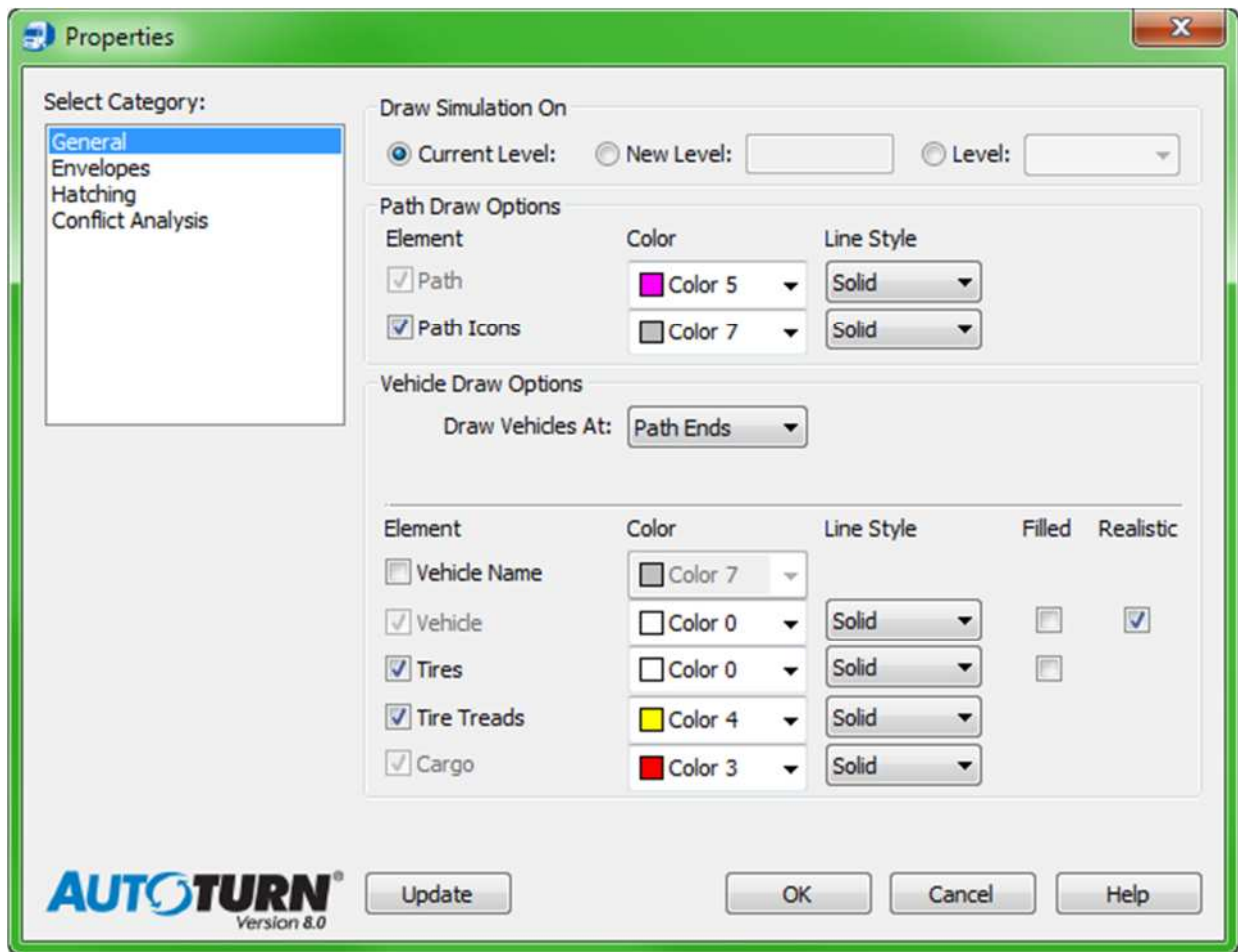 Properties
Select Category:
General
Envelopes
Hatching
Conflict Analysis
Draw Simulation On
Current Level: New Level: Level:
Path Draw Options
Element Color Line Style
Path Color 5 Solid
Path Icons Color 7 Solid
Vehicle Draw Options
Draw Vehicles At: Path Ends
Element Color Line Style Filled Realistic
Vehicle Name Color 7
Vehicle Color 0 Solid
Tires Color 0 Solid
Tire Treads Color 4 Solid
Cargo Color 3 Solid
AUTOTURN®
Version 8.0
Update OK Cancel Help